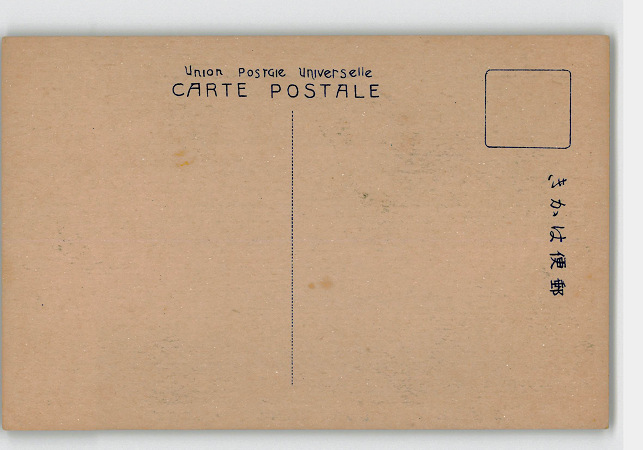 Union Postale Universelle
CARTE POSTALE
きかは便郵